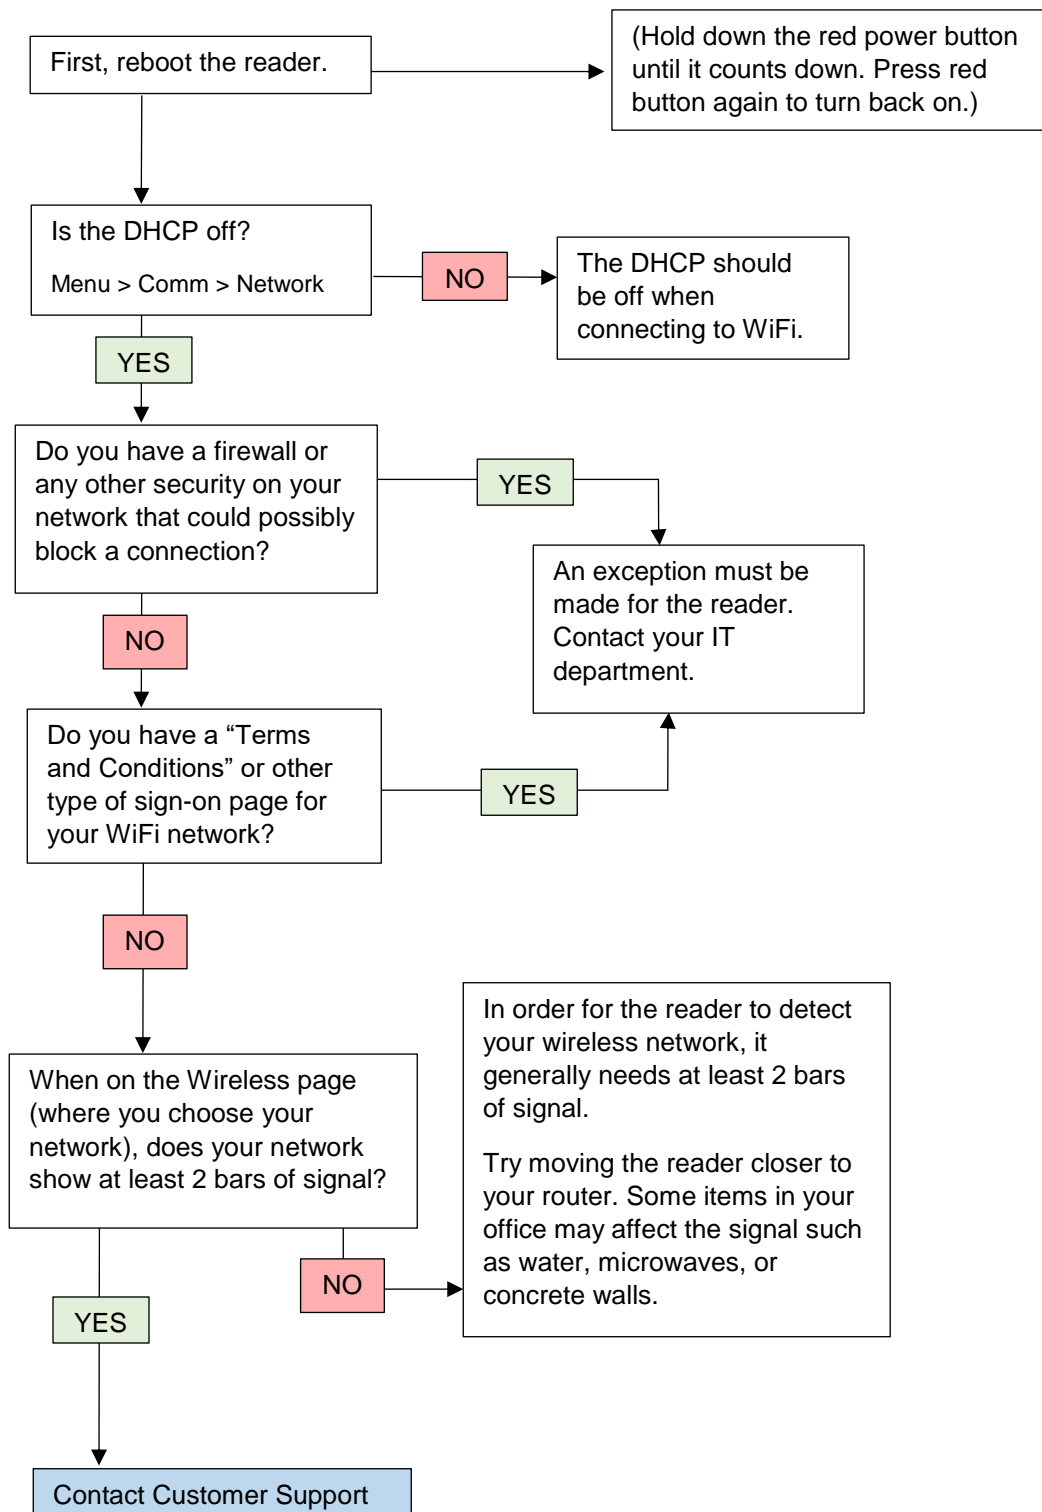 First, reboot the reader.
(Hold down the red power button
until it counts down. Press red
button again to turn back on.)
Is the DHCP off?
Menu > Comm > Network
NO
The DHCP should
be off when
connecting to WiFi.
YES
Do you have a firewall or
any other security on your
network that could possibly
block a connection?
YES
An exception must be
made for the reader.
Contact your IT
department.
NO
Do you have a “Terms
and Conditions” or other
type of sign-on page for
your WiFi network?
YES
NO
When on the Wireless page
(where you choose your
network), does your network
show at least 2 bars of signal?
In order for the reader to detect
your wireless network, it
generally needs at least 2 bars
of signal.
Try moving the reader closer to
your router. Some items in your
office may affect the signal such
as water, microwaves, or
concrete walls.
NO
YES
Contact Customer Support